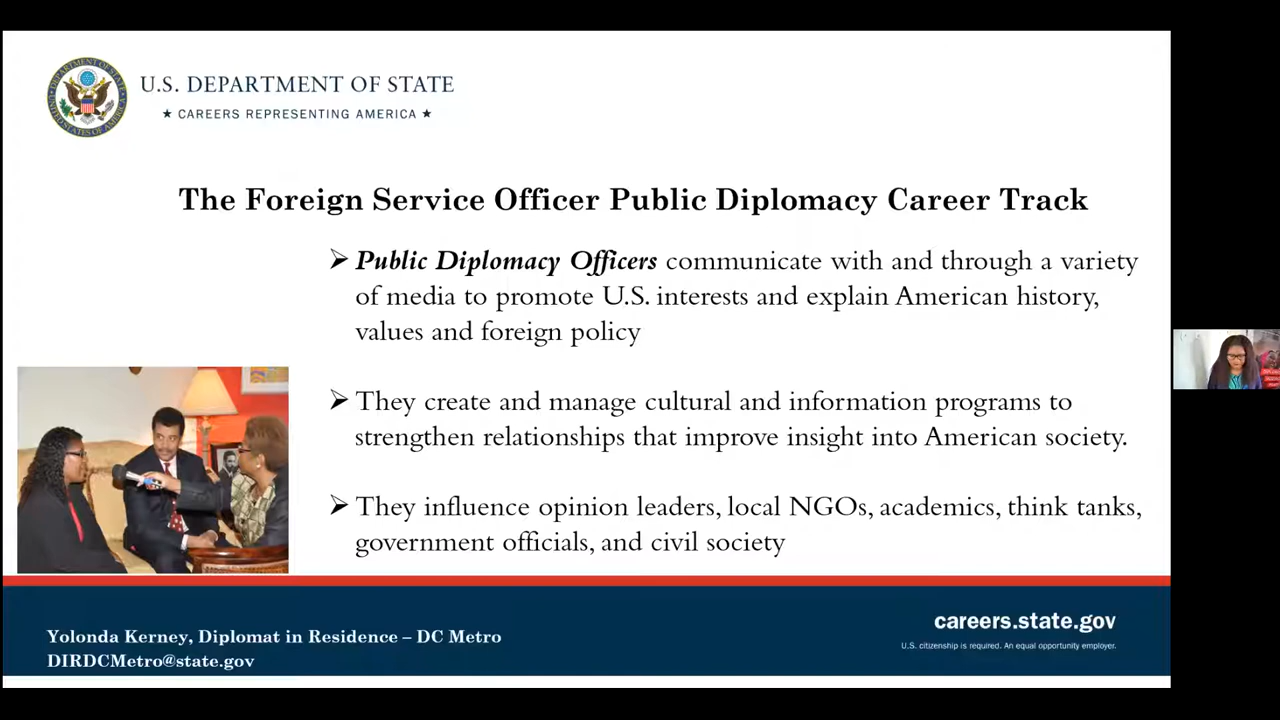 U.S. DEPARTMENT OF STATE
★ CAREERS REPRESENTING AMERICA ★
The Foreign Service Officer Public Diplomacy Career Track
➢ Public Diplomacy Officers communicate with and through a variety
of media to promote U.S. interests and explain American history,
values and foreign policy
➢ They create and manage cultural and information programs to
strengthen relationships that improve insight into American society.
➢ They influence opinion leaders, local NGOs, academics, think tanks,
government officials, and civil society
Yolonda Kerney, Diplomat in Residence – DC Metro
DIRDCMetro@state.gov
careers.state.gov
U.S. citizenship is required. An equal opportunity employer.